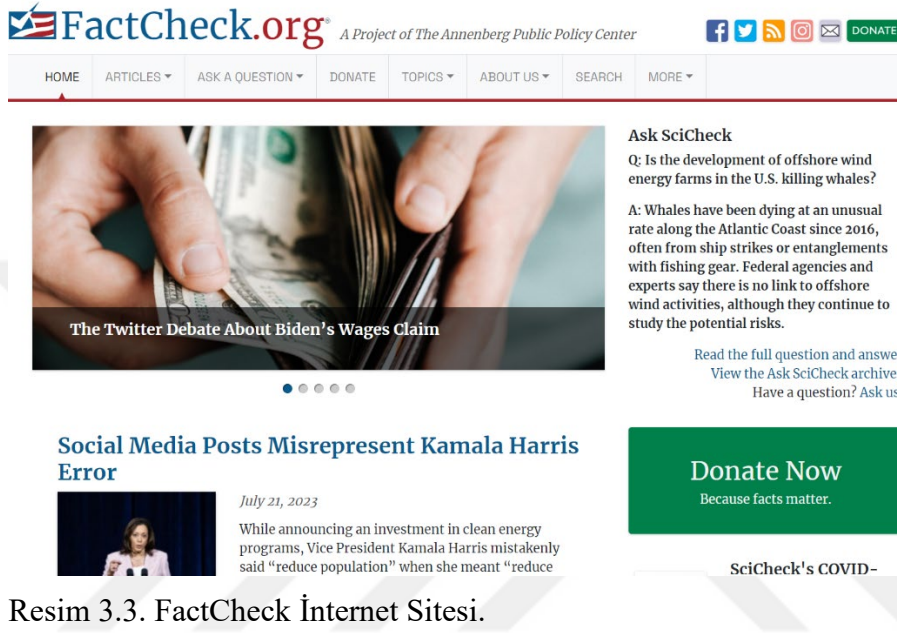 FactCheck.org® A Project of The Annenberg Public Policy Center
DONATE
HOME ARTICLES ASK A QUESTION DONATE TOPICS ABOUT US SEARCH MORE
The Twitter Debate About Biden's Wages Claim
Social Media Posts Misrepresent Kamala Harris
Error
July 21, 2023
While announcing an investment in clean energy
programs, Vice President Kamala Harris mistakenly
said “reduce population” when she meant “reduce
Ask SciCheck
Q: Is the development of offshore wind
energy farms in the U.S. killing whales?
A: Whales have been dying at an unusual
rate along the Atlantic Coast since 2016,
often from ship strikes or entanglements
with fishing gear. Federal agencies and
experts say there is no link to offshore
wind activities, although they continue to
study the potential risks.
Read the full question and answe
View the Ask SciCheck archive
Have a question? Ask us
Donate Now
Because facts matter.
SciCheck's COVID-
Resim 3.3. FactCheck İnternet Sitesi.